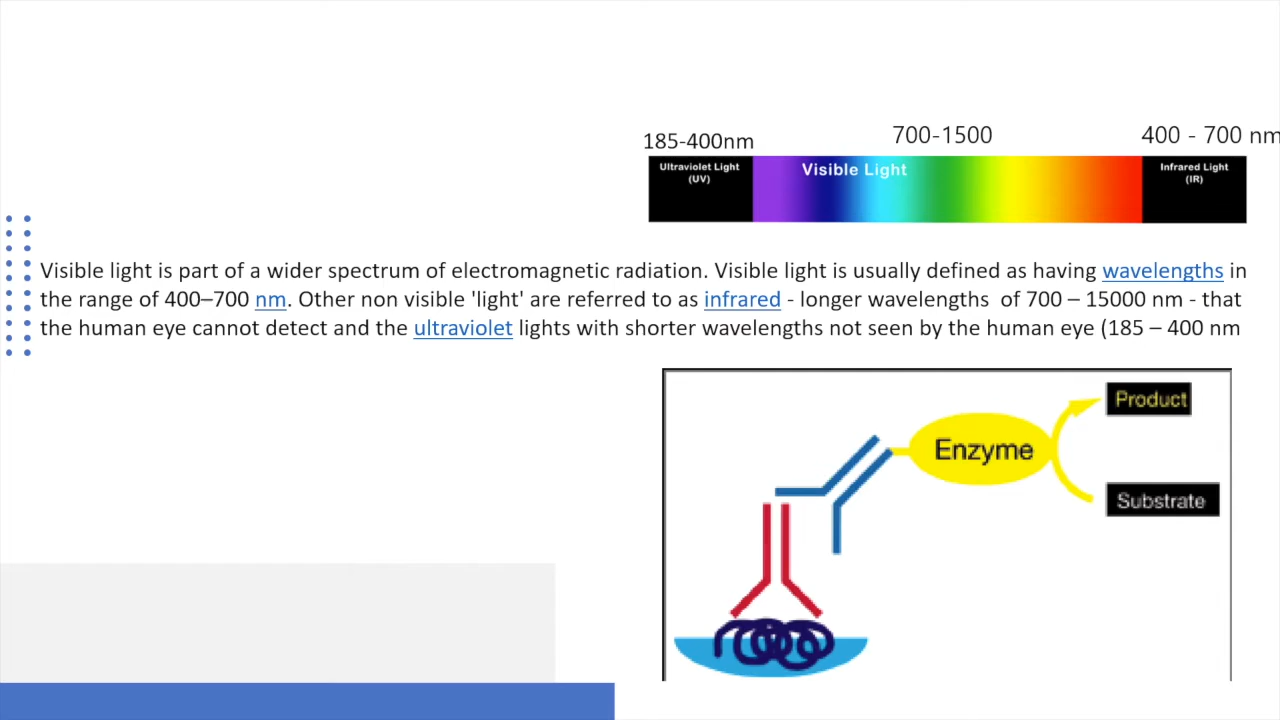 185-400nm
700-1500
400 - 700 nm
Ultraviolet Light
(UV)
Visible Light
Infrared Light
(IR)
Visible light is part of a wider spectrum of electromagnetic radiation. Visible light is usually defined as having wavelengths in
the range of 400–700 nm. Other non visible 'light' are referred to as infrared - longer wavelengths of 700 – 15000 nm - that
the human eye cannot detect and the ultraviolet lights with shorter wavelengths not seen by the human eye (185 – 400 nm
Product
Enzyme
Substrate